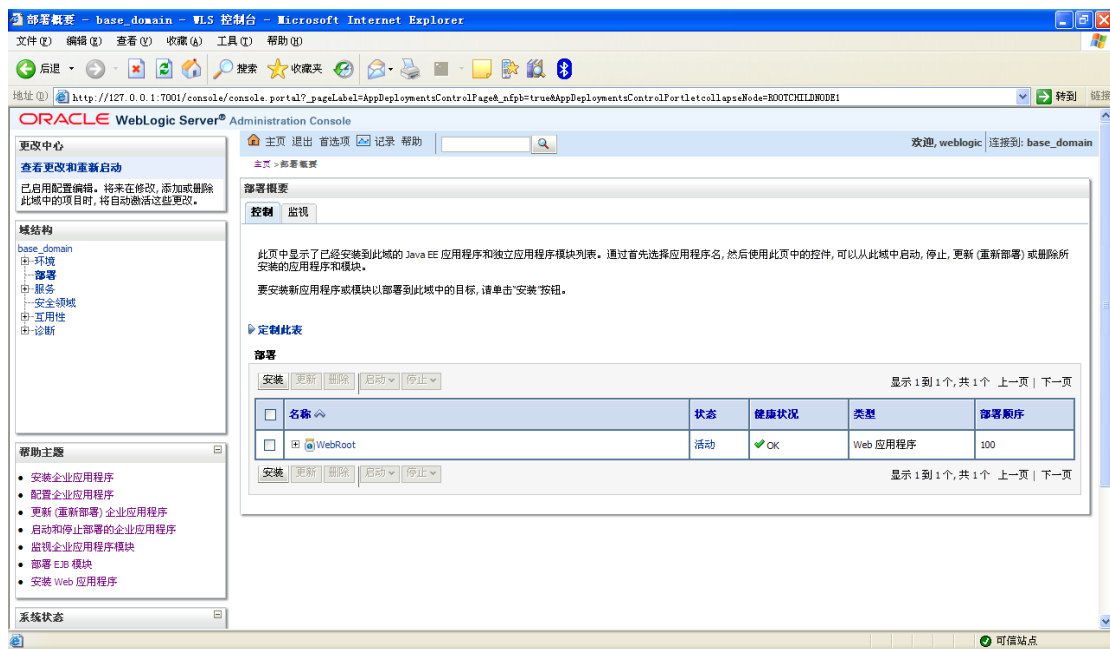 部署概要 - base_domain - WLS 控制台 - Microsoft Internet Explorer
文件(F) 编辑(E) 查看(V) 收藏(A) 工具(T) 帮助(H)
后退 搜索 收藏夹
地址(D) http://127.0.0.1:7001/console/console.portal?_pageLabel=AppDeploymentsControlPage&_nfpb=true&AppDeploymentsControlPortletcollapseNode=ROOTCHILDNODE1 转到 链接
ORACLE WebLogic Server® Administration Console
更改中心
查看更改和重新启动
已启用配置编辑。将来在修改, 添加或删除
此域中的项目时, 将自动激活这些更改。
域结构
base_domain
环境
部署
服务
安全领域
互用性
诊断
帮助主题
安装企业应用程序
配置企业应用程序
更新 (重新部署) 企业应用程序
启动和停止部署的企业应用程序
监视企业应用程序模块
部署 EJB 模块
安装 Web 应用程序
系统状态
主页 退出 首选项 记录 帮助
欢迎, weblogic 连接到: base_domain
主页 >部署概要
部署概要
控制 监视
此页中显示了已经安装到此域的 Java EE 应用程序和独立应用程序模块列表。通过首先选择应用程序名, 然后使用此页中的控件, 可以从此域中启动, 停止, 更新 (重新部署) 或删除所
安装的应用程序和模块。
要安装新应用程序或模块以部署到此域中的目标, 请单击"安装"按钮。
定制此表
部署
安装 更新 删除 启动 停止 显示 1 到 1 个, 共 1 个 上一页 | 下一页
名称 状态 健康状况 类型 部署顺序
WebRoot 活动 OK Web 应用程序 100
安装 更新 删除 启动 停止 显示 1 到 1 个, 共 1 个 上一页 | 下一页
可信站点